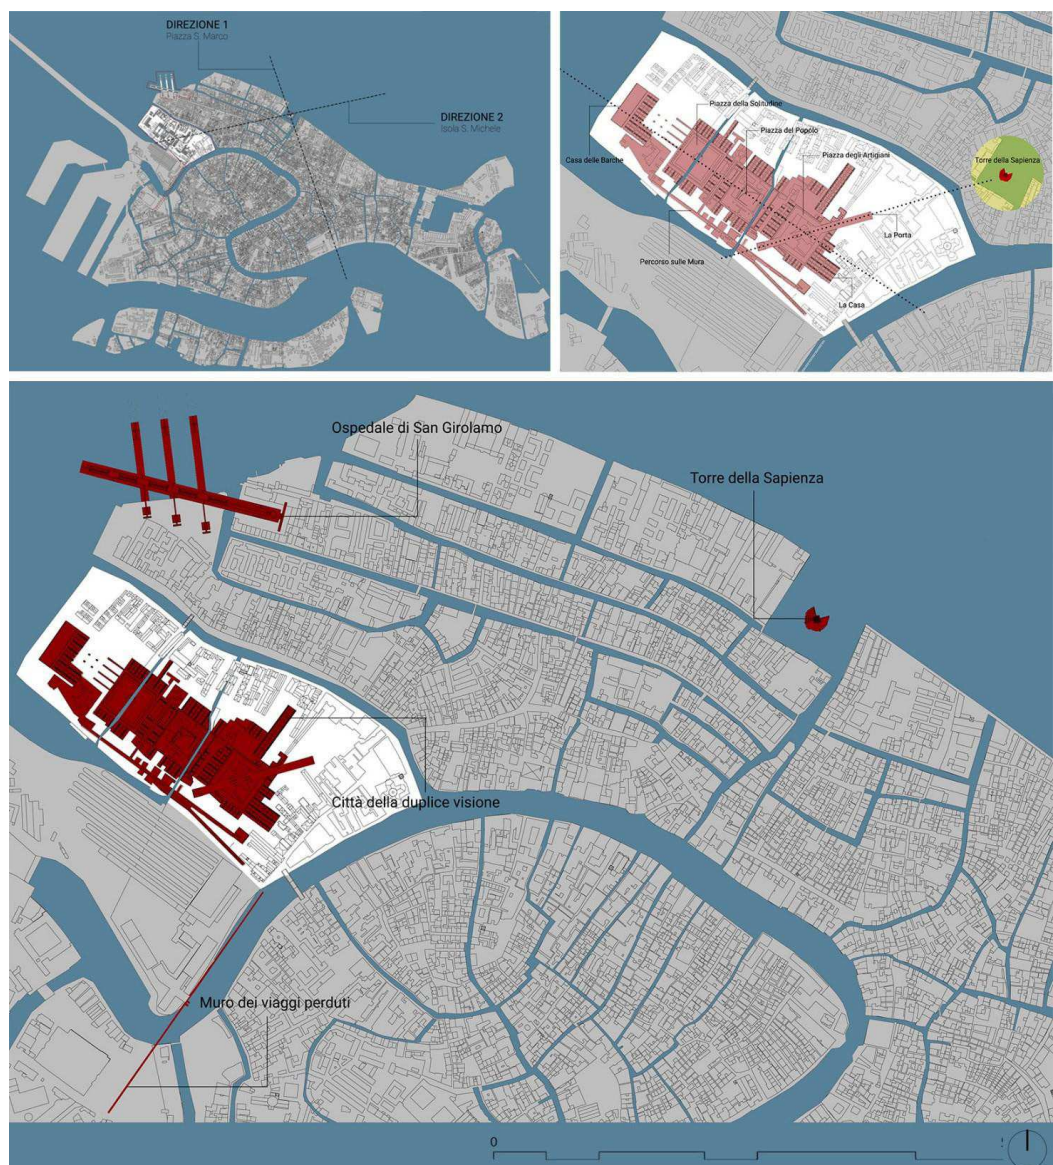 DIREZIONE 1
Piazza S. Marco
DIREZIONE 2
Isola S. Michele
Piazza della Solitudine
Piazza del Popolo
Piazza degli Artigiani
Casa delle Barche
Torre della Sapienza
La Porta
Percorso sulle Mura
La Casa
Ospedale di San Girolamo
Torre della Sapienza
Città della duplice visione
Muro dei viaggi perduti
0